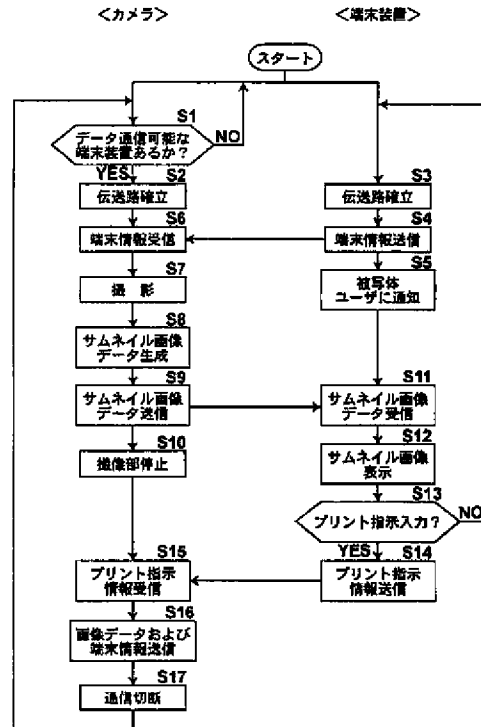 ＜カメラ＞
＜端末装置＞
スタート
S1
データ通信可能な
端末装置あるか？
NO
YES
S2
伝送路確立
S3
伝送路確立
S6
端末情報受信
S4
端末情報送信
S7
撮　影
S5
被写体
ユーザに通知
S8
サムネイル画像
データ生成
S9
サムネイル画像
データ送信
S11
サムネイル画像
データ受信
S10
撮像部停止
S12
サムネイル画像
表示
S13
プリント指示入力？
NO
YES
S15
プリント指示
情報受信
S14
プリント指示
情報送信
S16
画像データおよび
端末情報送信
S17
通信切断